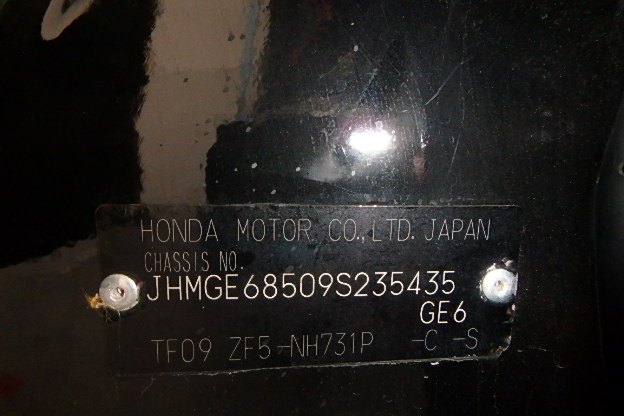 HONDA MOTOR CO.,LTD. JAPAN
CHASSIS NO.
JHMGE68509S235435
GE6
TF09 ZF5-NH731P -C -S